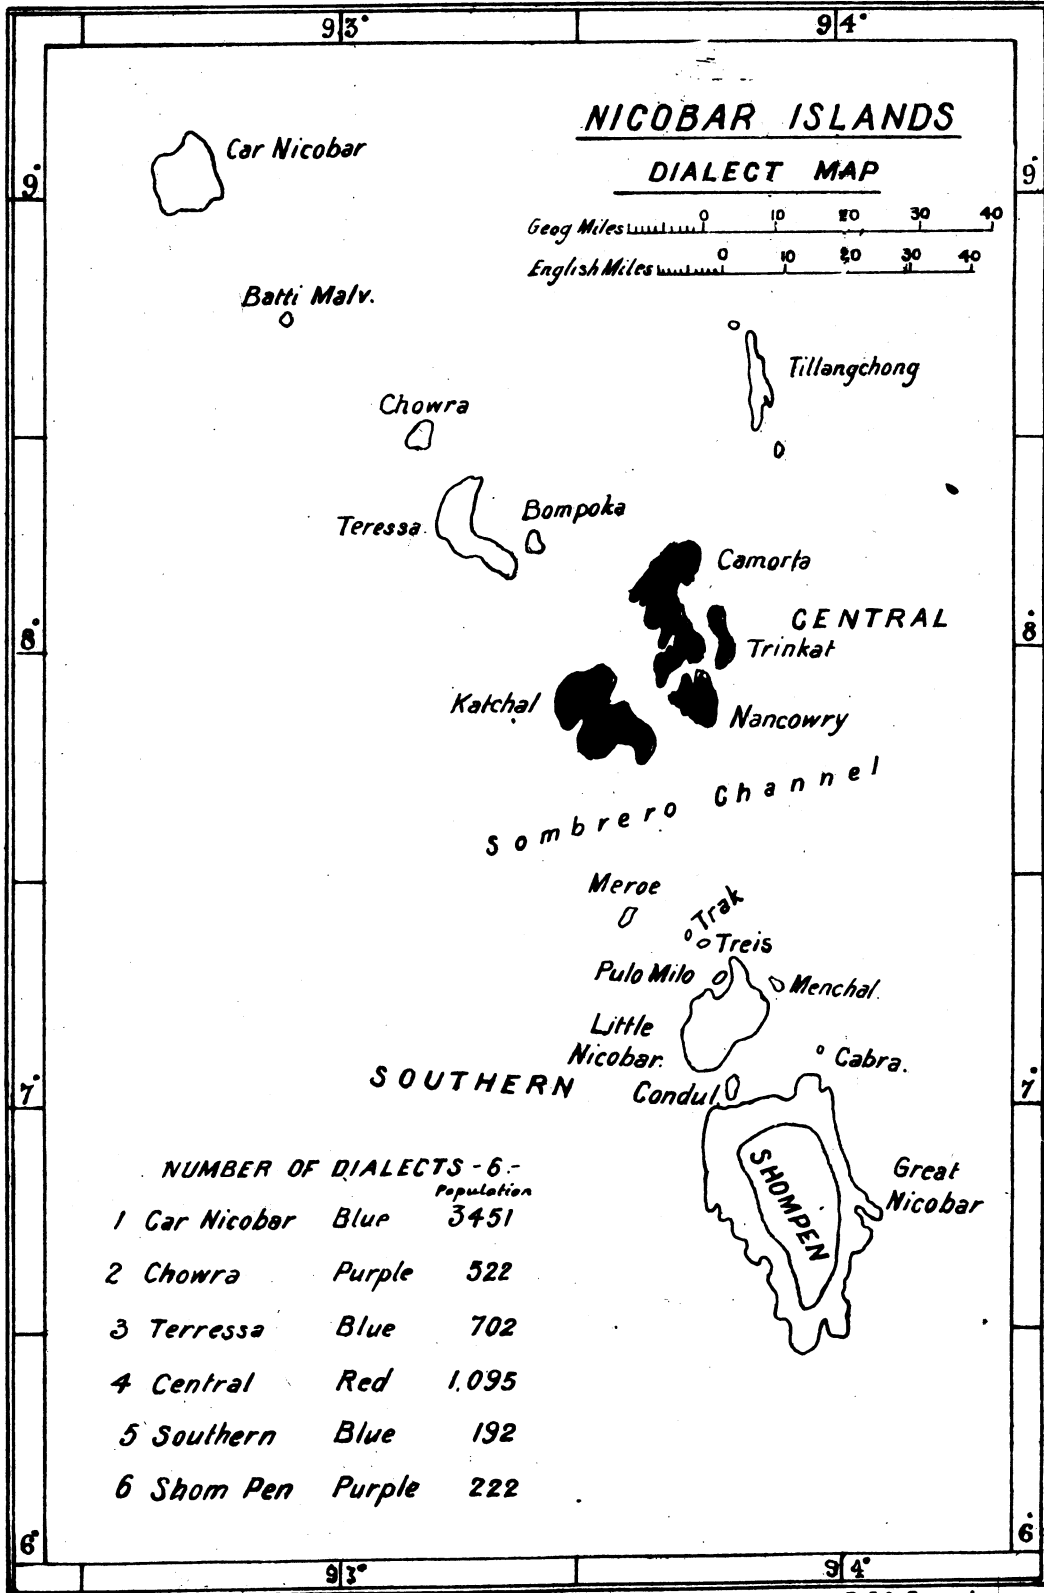 93° 94°
NICOBAR ISLANDS
DIALECT MAP
Car Nicobar
9° 9°
Geog Miles 0 10 20 30 40
English Miles 0 10 20 30 40
Batti Malv.
Tillangchong
Chowra
Bompoka
Teressa.
Camorta
CENTRAL
8° 8°
Trinkat
Katchal
Nancowry
Sombrero Channel
Meroe
Trak
Treis
Pulo Milo
Menchal.
Little
Nicobar.
Cabra.
SOUTHERN
Condul.
7° 7°
SHOMPEN
Great
Nicobar
NUMBER OF DIALECTS - 6 -
Population
1 Car Nicobar Blue 3451
2 Chowra Purple 522
3 Terressa Blue 702
4 Central Red 1,095
5 Southern Blue 192
6 Shom Pen Purple 222
6° 6°
93° 94°